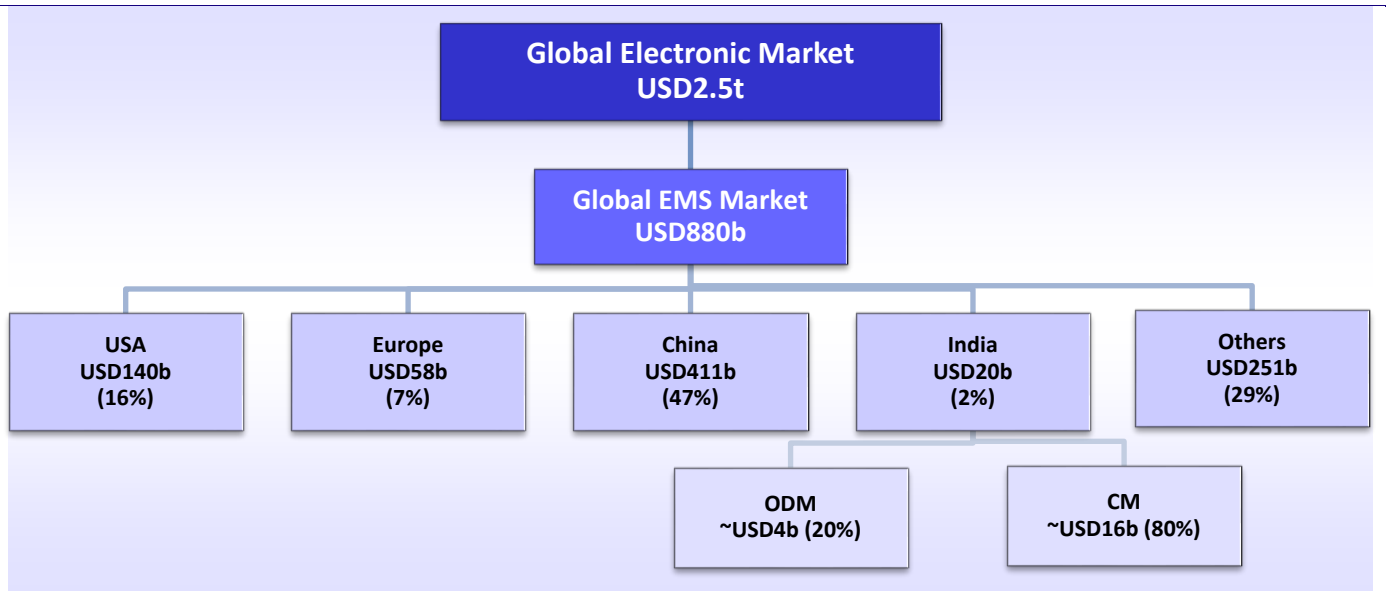 Global Electronic Market
USD2.5t
Global EMS Market
USD880b
USA
USD140b
(16%)
Europe
USD58b
(7%)
China
USD411b
(47%)
India
USD20b
(2%)
Others
USD251b
(29%)
ODM
~USD4b (20%)
CM
~USD16b (80%)